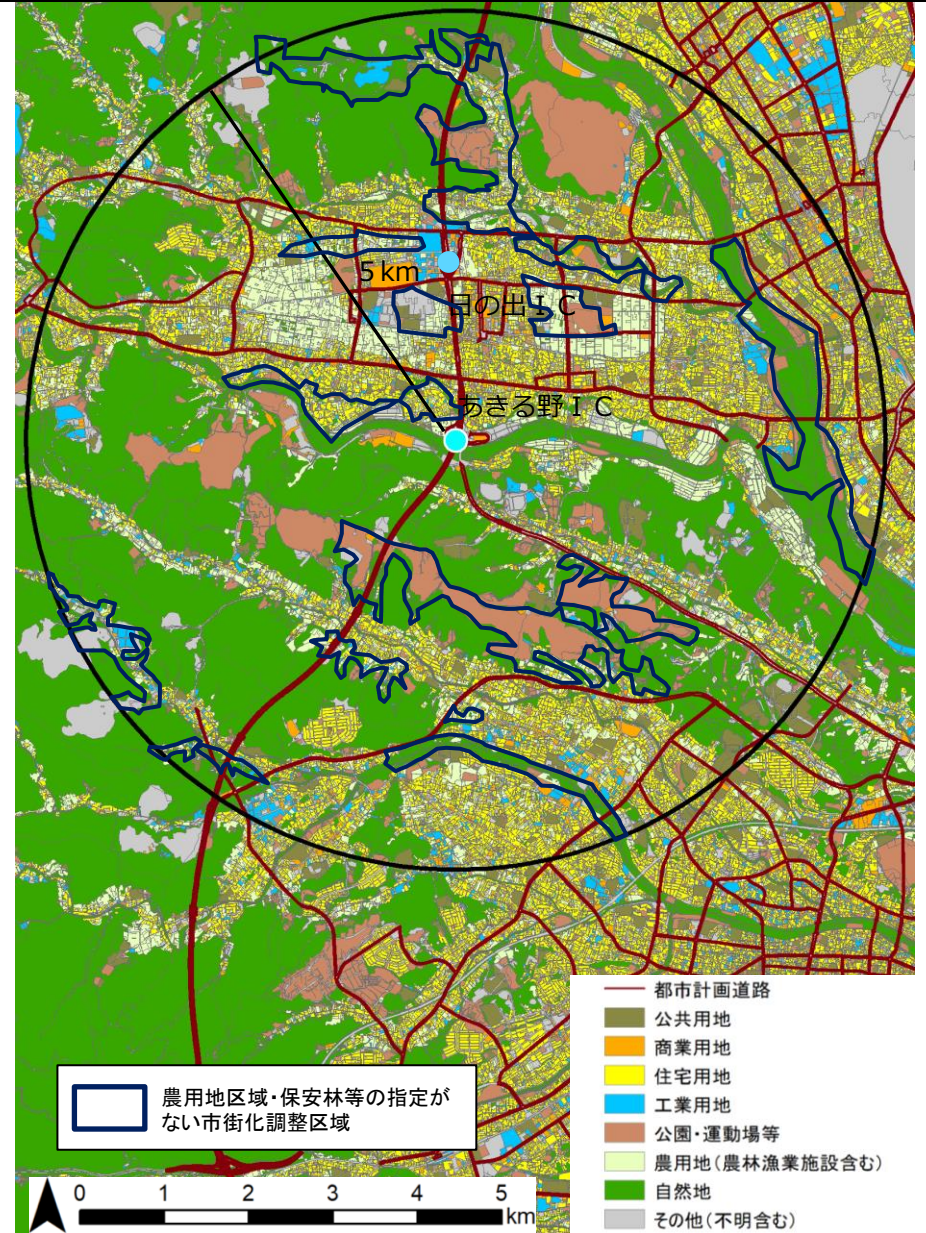 5km
日の出IC
あきる野IC
農用地区域・保安林等の指定が
ない市街化調整区域
都市計画道路
公共用地
商業用地
住宅用地
工業用地
公園・運動場等
農用地(農林漁業施設含む)
自然地
その他(不明含む)
0 1 2 3 4 5
km